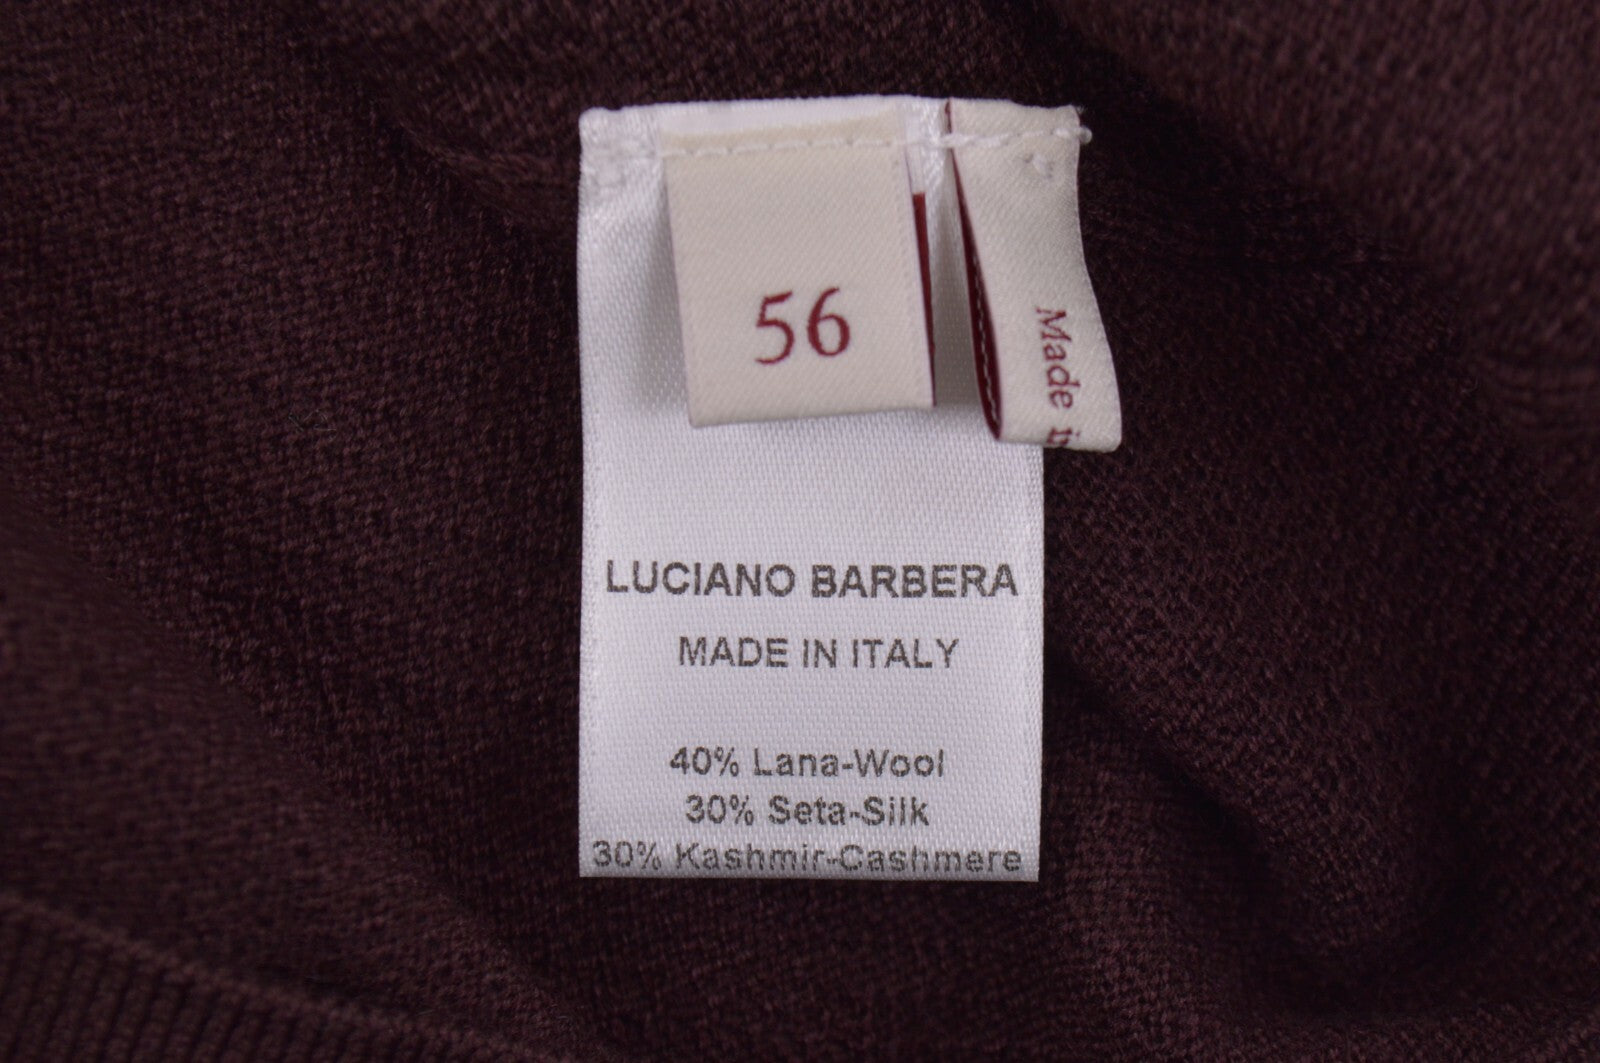 56
Made
LUCIANO BARBERA
MADE IN ITALY
40% Lana-Wool
30% Seta-Silk
30% Kashmir-Cashmere